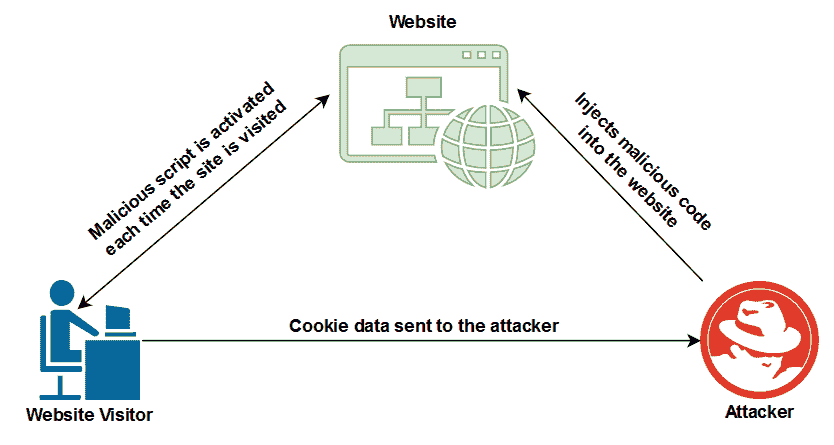 Website
Malicious script is activated
each time the site is visited
Injects malicious code
into the website
Cookie data sent to the attacker
Website Visitor
Attacker